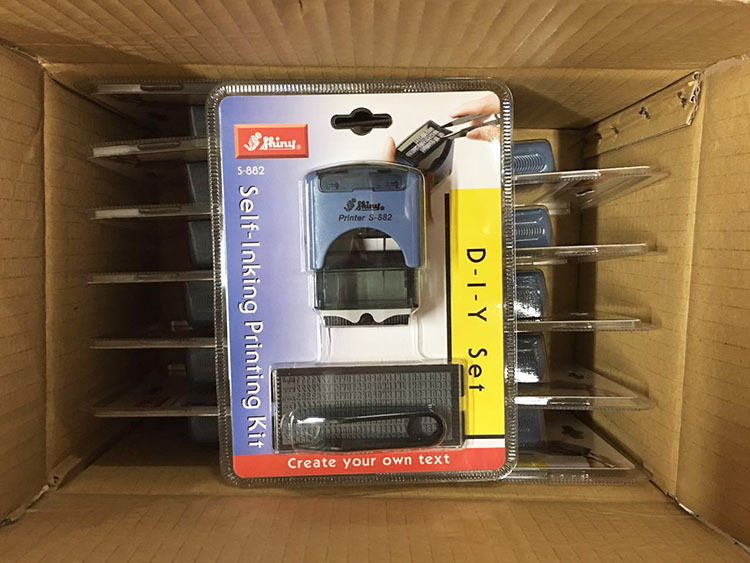 Shiny®
S-882
Self-Inking Printing Kit
Shiny®
Printer S-882
D-I-Y Set
Create your own text